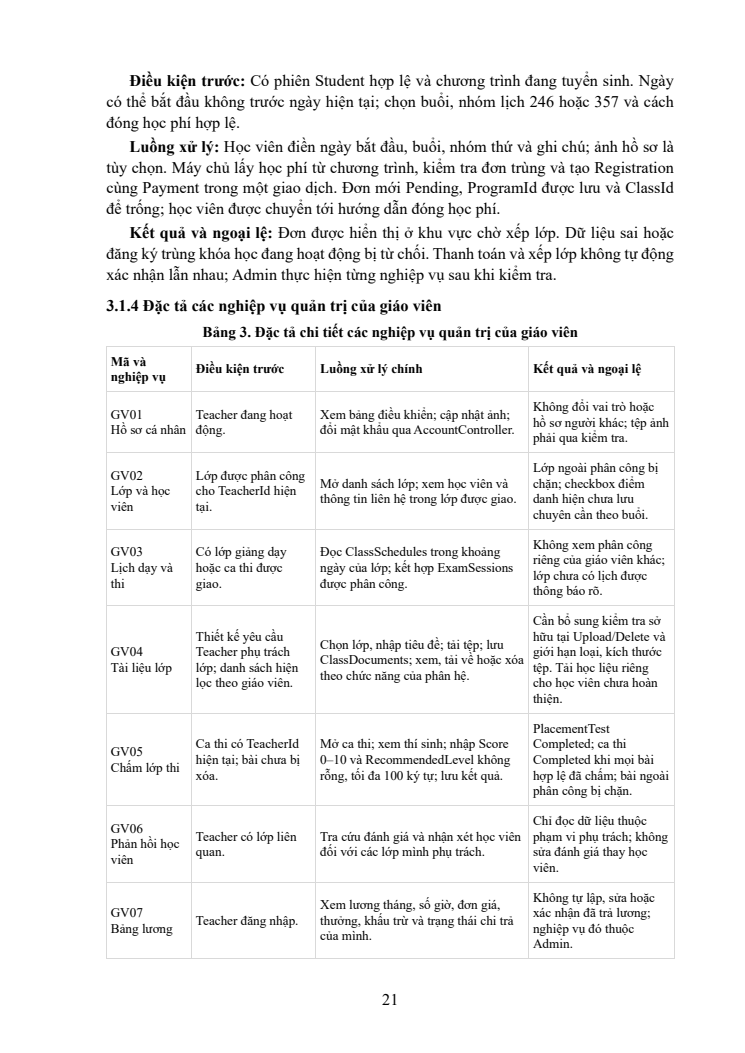 Điều kiện trước: Có phiên Student hợp lệ và chương trình đang tuyển sinh. Ngày
có thể bắt đầu không trước ngày hiện tại; chọn buổi, nhóm lịch 246 hoặc 357 và cách
đóng học phí hợp lệ.
Luồng xử lý: Học viên điền ngày bắt đầu, buổi, nhóm thứ và ghi chú; ảnh hồ sơ là
tùy chọn. Máy chủ lấy học phí từ chương trình, kiểm tra đơn trùng và tạo Registration
cùng Payment trong một giao dịch. Đơn mới Pending, ProgramId được lưu và ClassId
để trống; học viên được chuyển tới hướng dẫn đóng học phí.
Kết quả và ngoại lệ: Đơn được hiển thị ở khu vực chờ xếp lớp. Dữ liệu sai hoặc
đăng ký trùng khóa học đang hoạt động bị từ chối. Thanh toán và xếp lớp không tự động
xác nhận lẫn nhau; Admin thực hiện từng nghiệp vụ sau khi kiểm tra.
3.1.4 Đặc tả các nghiệp vụ quản trị của giáo viên
Bảng 3. Đặc tả chi tiết các nghiệp vụ quản trị của giáo viên
Mã và
nghiệp vụ
Điều kiện trước
Luồng xử lý chính
Kết quả và ngoại lệ
GV01
Hồ sơ cá nhân
Teacher đang hoạt
động.
Xem bảng điều khiển; cập nhật ảnh;
đổi mật khẩu qua AccountController.
Không đổi vai trò hoặc
hồ sơ người khác; tệp ảnh
phải qua kiểm tra.
GV02
Lớp và học
viên
Lớp được phân công
cho TeacherId hiện
tại.
Mở danh sách lớp; xem học viên và
thông tin liên hệ trong lớp được giao.
Lớp ngoài phân công bị
chặn; checkbox điểm
danh hiện chưa lưu
chuyên cần theo buổi.
GV03
Lịch dạy và
thi
Có lớp giảng dạy
hoặc ca thi được
giao.
Đọc ClassSchedules trong khoảng
ngày của lớp; kết hợp ExamSessions
được phân công.
Không xem phân công
riêng của giáo viên khác;
lớp chưa có lịch được
thông báo rõ.
GV04
Tài liệu lớp
Thiết kế yêu cầu
Teacher phụ trách
lớp; danh sách hiện
lọc theo giáo viên.
Chọn lớp, nhập tiêu đề; tải tệp; lưu
ClassDocuments; xem, tải về hoặc xóa
theo chức năng của phân hệ.
Cần bổ sung kiểm tra sở
hữu tại Upload/Delete và
giới hạn loại, kích thước
tệp. Tải học liệu riêng
cho học viên chưa hoàn
thiện.
GV05
Chấm lớp thi
Ca thi có TeacherId
hiện tại; bài chưa bị
xóa.
Mở ca thi; xem thí sinh; nhập Score
0–10 và RecommendedLevel không
rỗng, tối đa 100 ký tự; lưu kết quả.
PlacementTest
Completed; ca thi
Completed khi mọi bài
hợp lệ đã chấm; bài ngoài
phân công bị chặn.
GV06
Phản hồi học
viên
Teacher có lớp liên
quan.
Tra cứu đánh giá và nhận xét học viên
đối với các lớp mình phụ trách.
Chỉ đọc dữ liệu thuộc
phạm vi phụ trách; không
sửa đánh giá thay học
viên.
GV07
Bảng lương
Teacher đăng nhập.
Xem lương tháng, số giờ, đơn giá,
thưởng, khấu trừ và trạng thái chi trả
của mình.
Không tự lập, sửa hoặc
xác nhận đã trả lương;
nghiệp vụ đó thuộc
Admin.
21